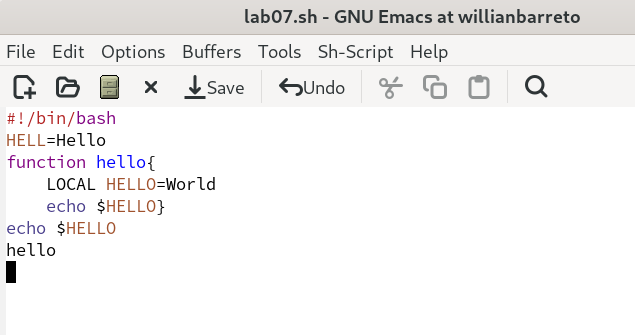 lab07.sh - GNU Emacs at willianbarreto
File Edit Options Buffers Tools Sh-Script Help
Save Undo
#!/bin/bash
HELL=Hello
function hello{
    LOCAL HELLO=World
    echo $HELLO}
echo $HELLO
hello